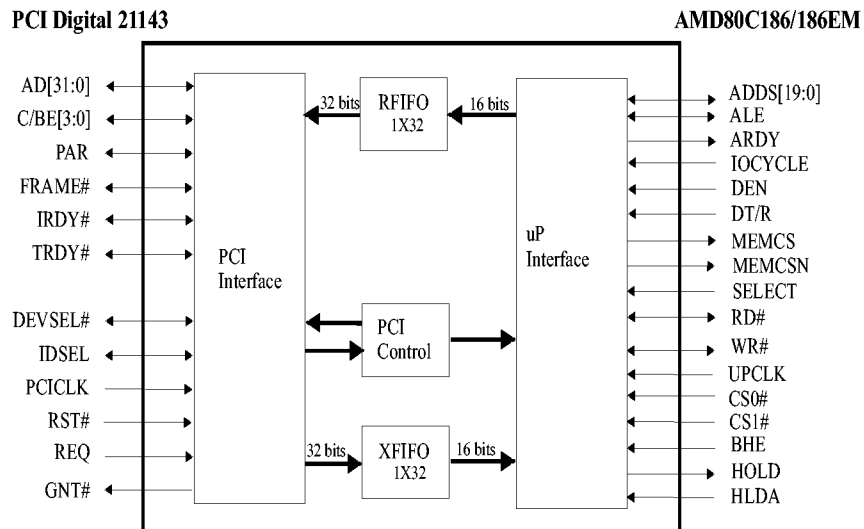 PCI Digital 21143
AMD80C186/186EM
AD[31:0]
C/BE[3:0]
PAR
FRAME#
IRDY#
TRDY#
DEVSEL#
IDSEL
PCICLK
RST#
REQ
GNT#
PCI
Interface
32 bits
RFIFO
1X32
16 bits
PCI
Control
32 bits
XFIFO
1X32
16 bits
uP
Interface
ADDS[19:0]
ALE
ARDY
IOCYCLE
DEN
DT/R
MEMCS
MEMCSN
SELECT
RD#
WR#
UPCLK
CS0#
CS1#
BHE
HOLD
HLDA